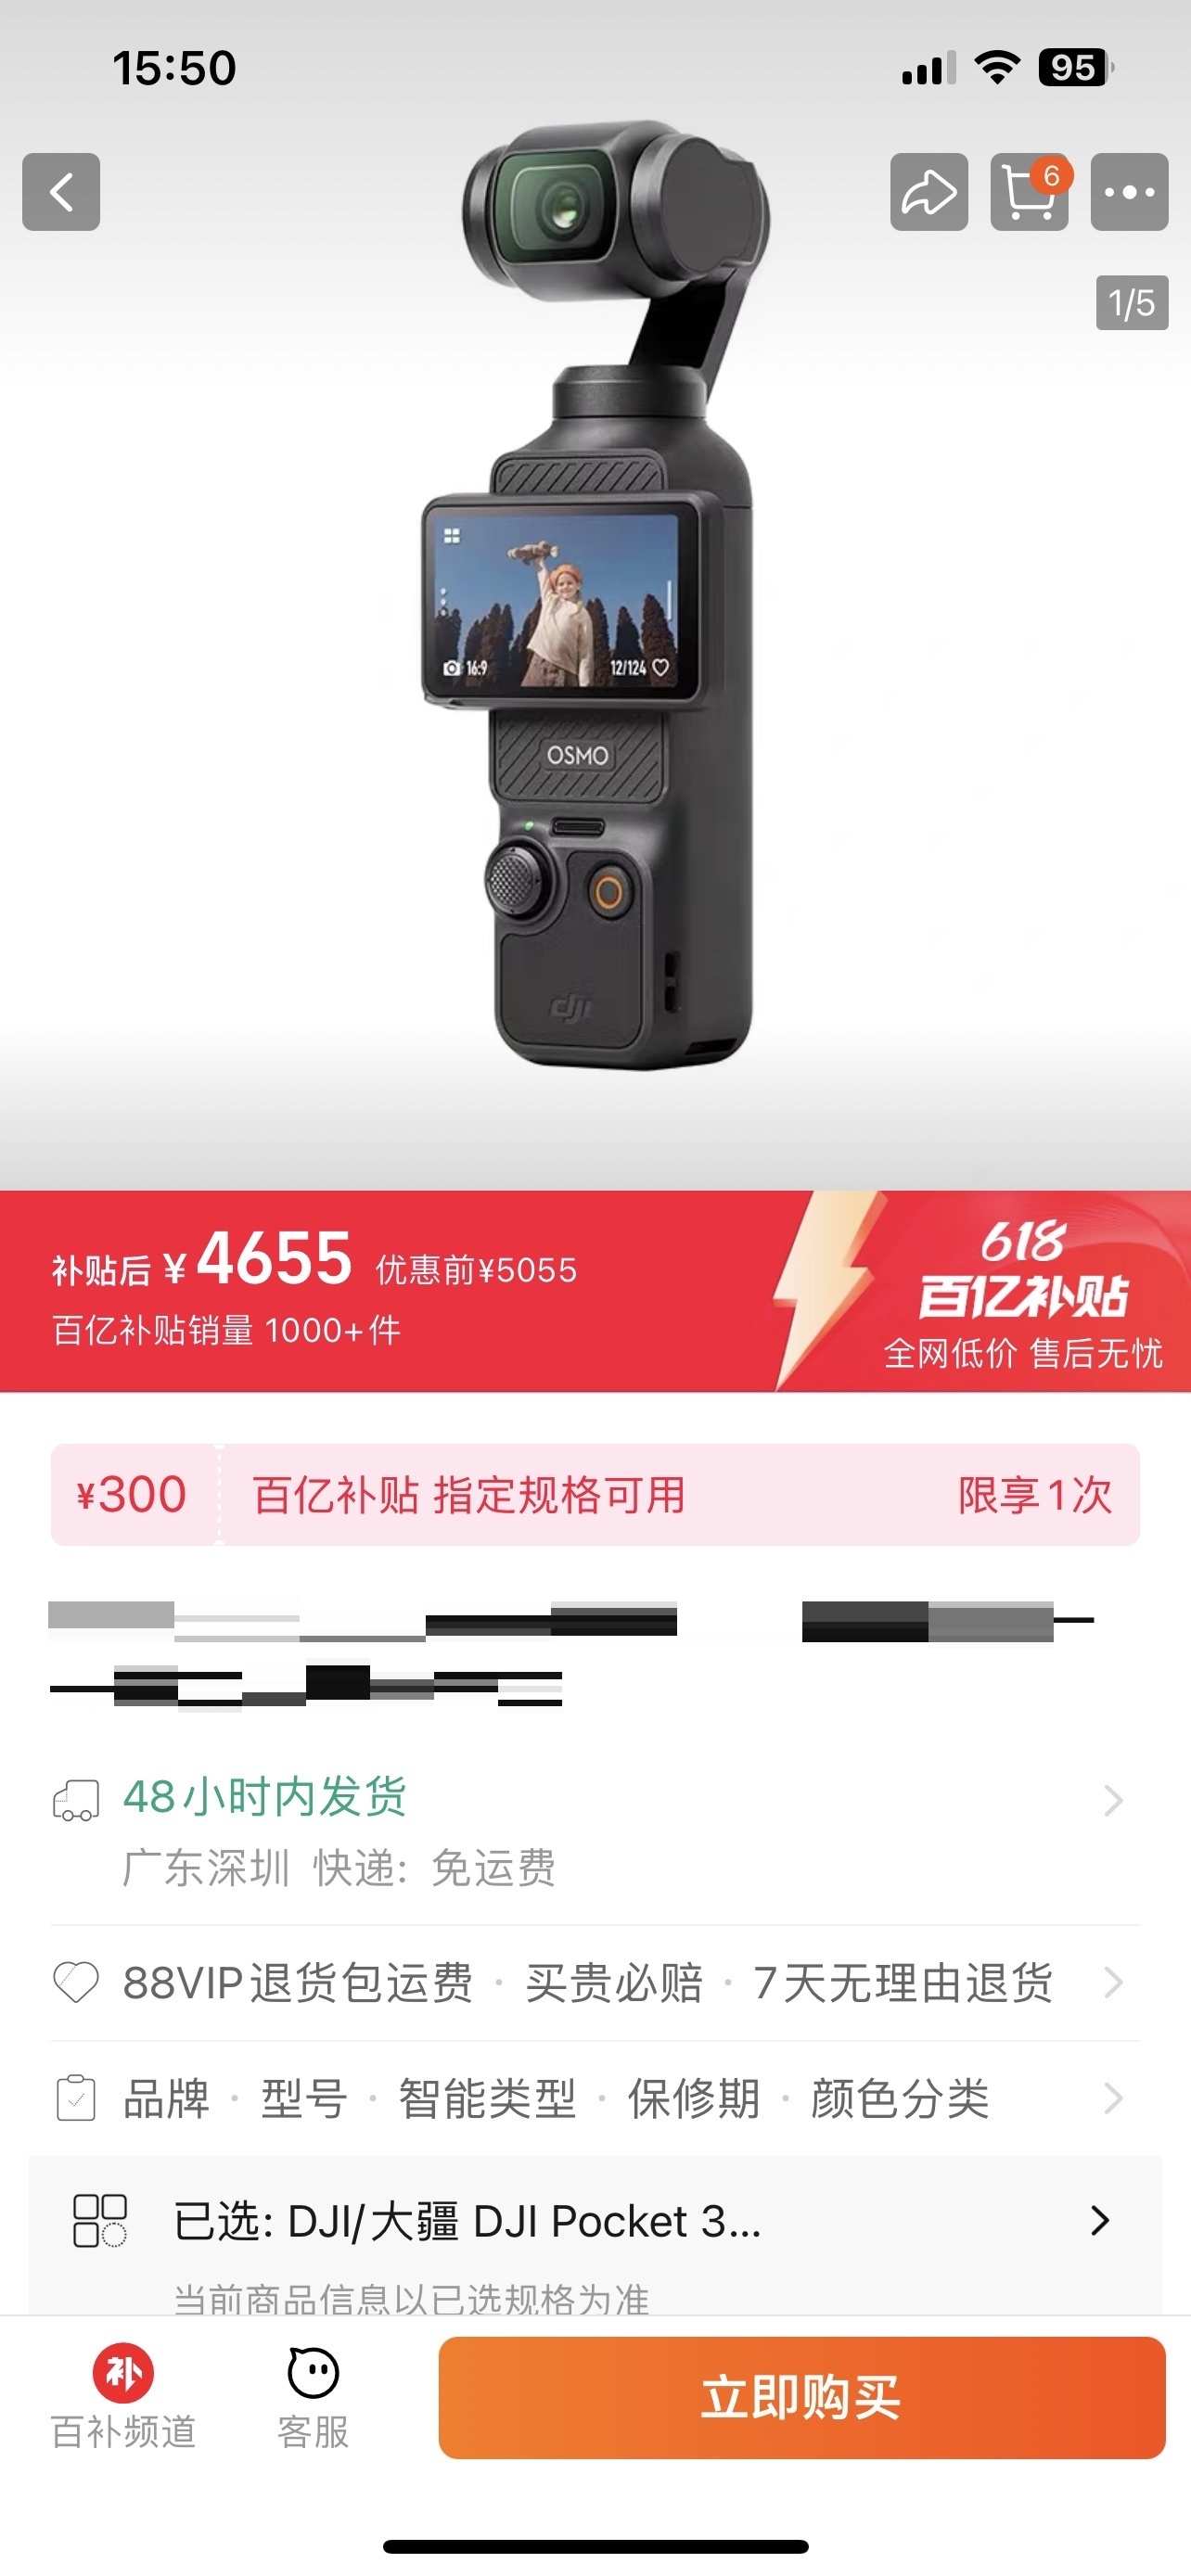 15:50
95
6
1/5
16:9
12/124
OSMO
dji
补贴后 ¥4655 优惠前¥5055
百亿补贴销量 1000+件
618
百亿补贴
全网低价 售后无忧
¥300 百亿补贴 指定规格可用 限享1次
48小时内发货
广东深圳 快递: 免运费
88VIP退货包运费 · 买贵必赔 · 7天无理由退货
品牌 · 型号 · 智能类型 · 保修期 · 颜色分类
已选: DJI/大疆 DJI Pocket 3...
当前商品信息以已选规格为准
补
百补频道
客服
立即购买